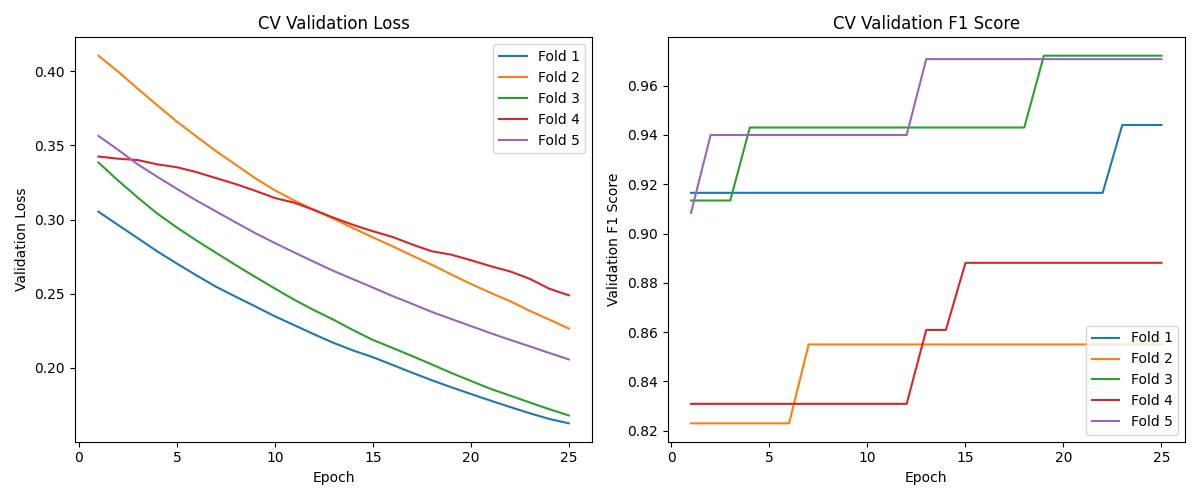 CV Validation Loss
Validation Loss
0.40
0.35
0.30
0.25
0.20
0
5
10
15
20
25
Epoch
Fold 1
Fold 2
Fold 3
Fold 4
Fold 5
CV Validation F1 Score
Validation F1 Score
0.96
0.94
0.92
0.90
0.88
0.86
0.84
0.82
0
5
10
15
20
25
Epoch
Fold 1
Fold 2
Fold 3
Fold 4
Fold 5